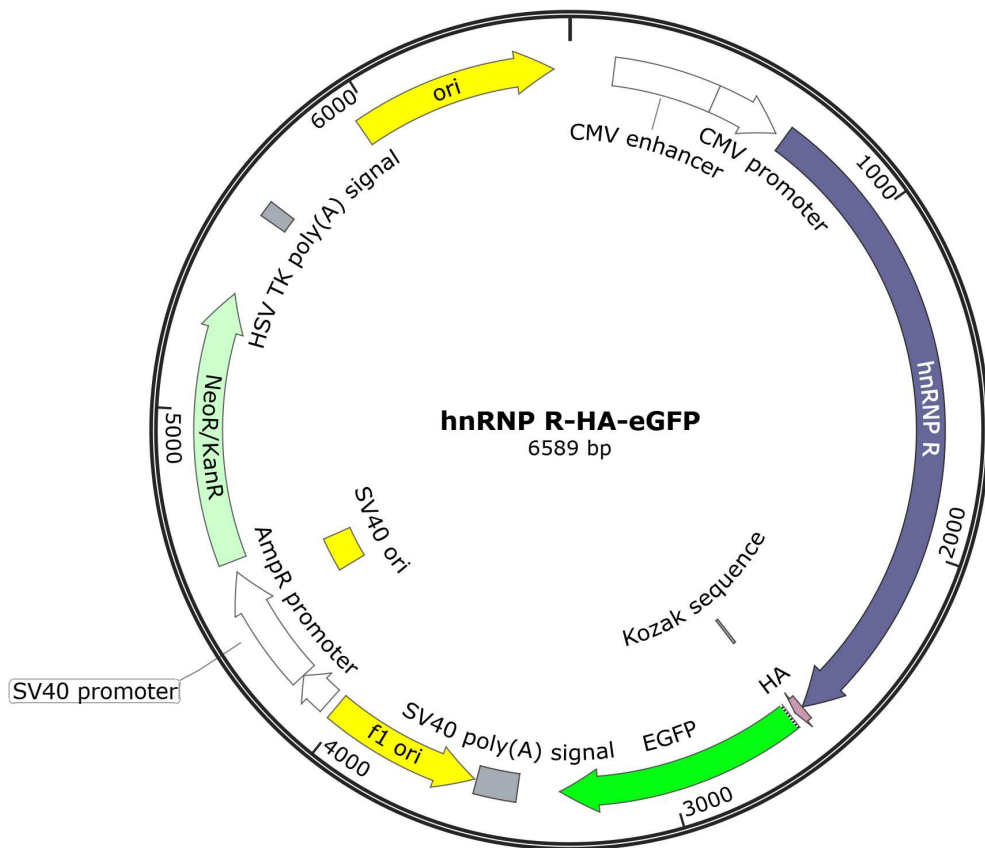 hnRNP R-HA-eGFP
6589 bp
CMV enhancer
CMV promoter
1000
hnRNP R
2000
Kozak sequence
HA
EGFP
3000
SV40 poly(A) signal
f1 ori
4000
AmpR promoter
SV40 promoter
SV40 ori
NeoR/KanR
5000
HSV TK poly(A) signal
6000
ori